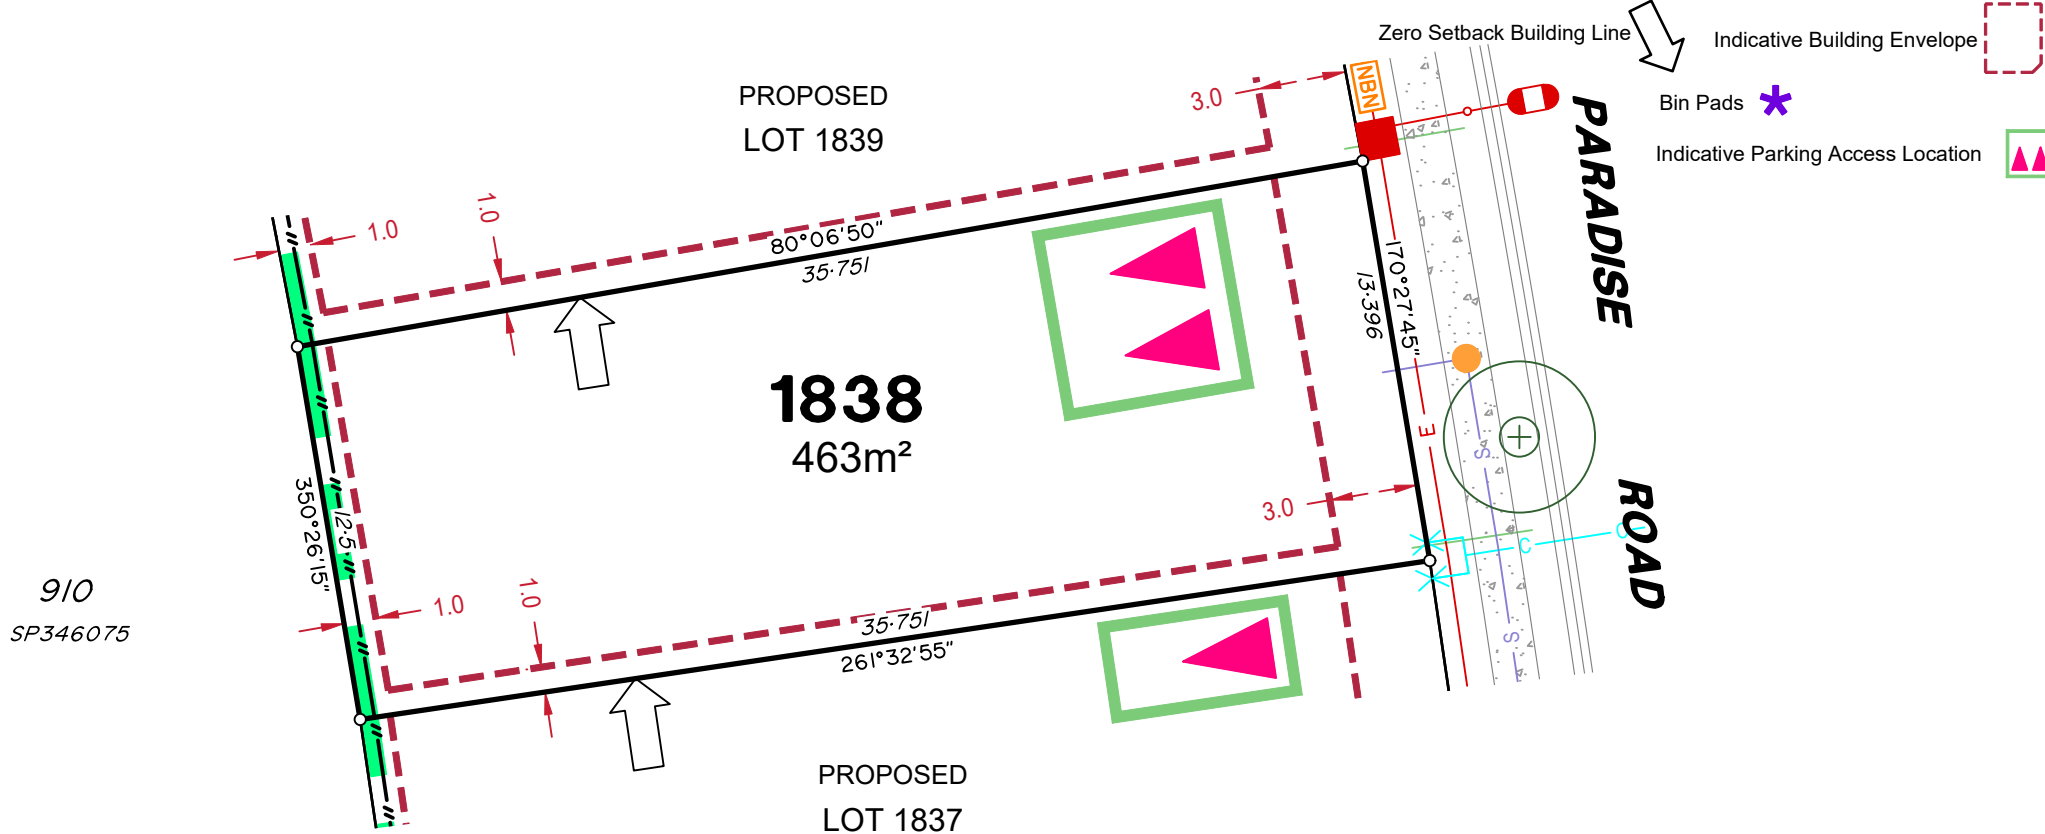 Zero Setback Building Line
Indicative Building Envelope
Bin Pads
Indicative Parking Access Location
PROPOSED
LOT 1839
3.0
NBN
PARADISE
ROAD
1.0
1.0
80°06'50"
35·751
170°27'45"
13·396
1838
463m²
E
S
3.0
C
C
350°26'15"
12·5
910
SP346075
1.0
1.0
35·751
261°32'55"
S
PROPOSED
LOT 1837